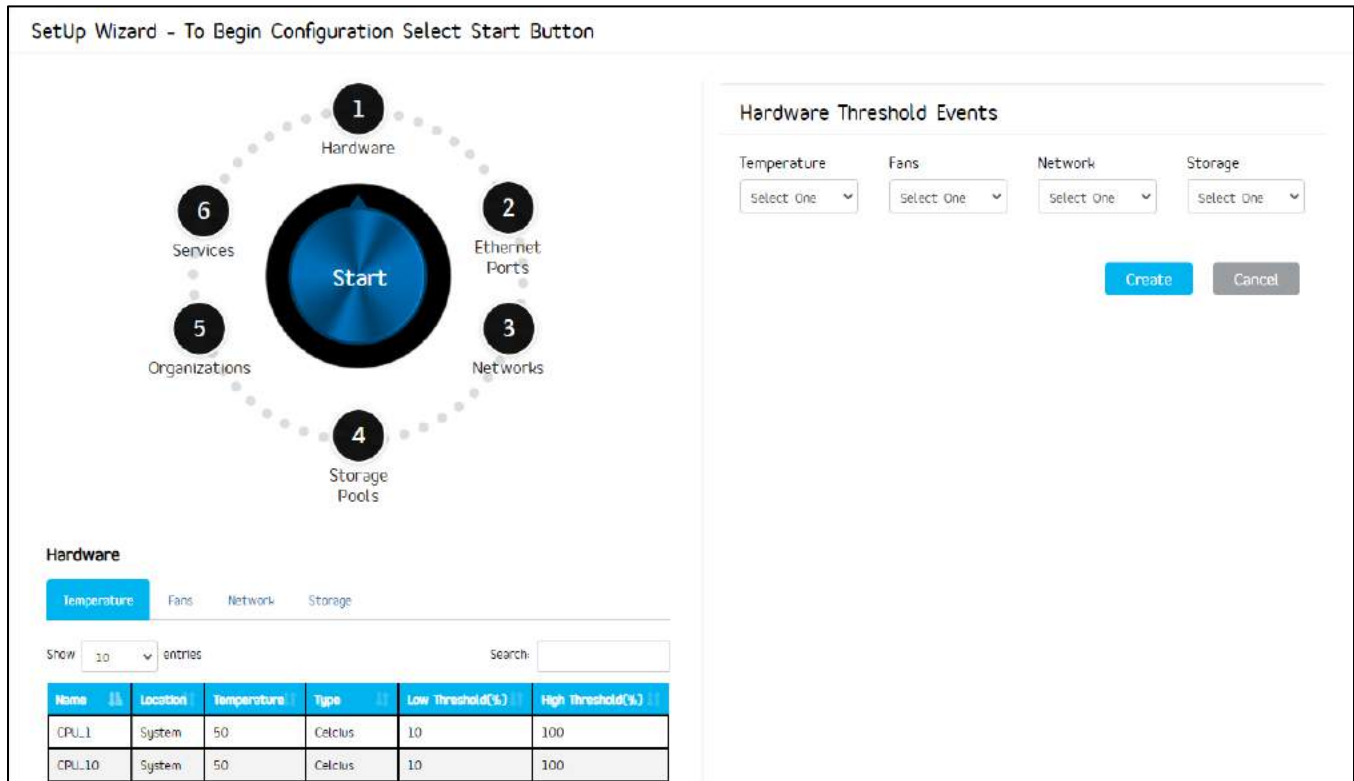 SetUp Wizard - To Begin Configuration Select Start Button
1
Hardware
2
Ethernet
Ports
3
Networks
4
Storage
Pools
5
Organizations
6
Services
Start
Hardware Threshold Events
Temperature Fans Network Storage
Select One Select One Select One Select One
Create Cancel
Hardware
Temperature Fans Network Storage
Show 10 entries Search:
Name Location Temperature Type Low Threshold(%) High Threshold(%)
CPU_1 System 50 Celcius 10 100
CPU_10 System 50 Celcius 10 100